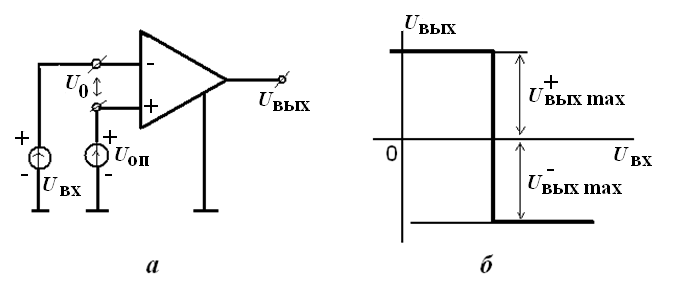 -
U0
+
Uвых
+
-
Uвх
+
-
Uоп
а
Uвых
U+вых max
0
Uвх
U-вых max
б